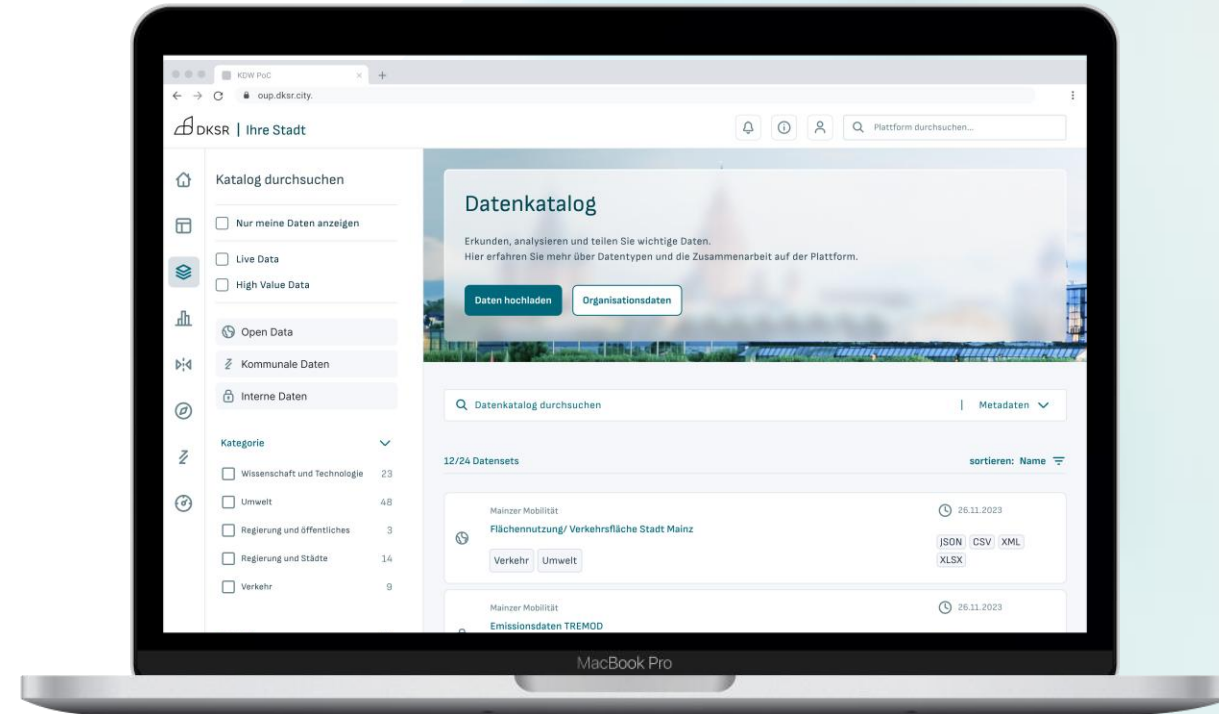 KDW PoC
oup.dksr.city.
DKSR | Ihre Stadt
Plattform durchsuchen...
Katalog durchsuchen
Nur meine Daten anzeigen
Live Data
High Value Data
Open Data
Kommunale Daten
Interne Daten
Kategorie
Wissenschaft und Technologie 23
Umwelt 48
Regierung und öffentliches 3
Regierung und Städte 14
Verkehr 9
Datenkatalog
Erkunden, analysieren und teilen Sie wichtige Daten.
Hier erfahren Sie mehr über Datentypen und die Zusammenarbeit auf der Plattform.
Daten hochladen Organisationsdaten
Datenkatalog durchsuchen | Metadaten
12/24 Datensets sortieren: Name
Mainzer Mobilität 26.11.2023
Flächennutzung/ Verkehrsfläche Stadt Mainz
JSON CSV XML
Verkehr Umwelt XLSX
Mainzer Mobilität 26.11.2023
Emissionsdaten TREMOD
MacBook Pro